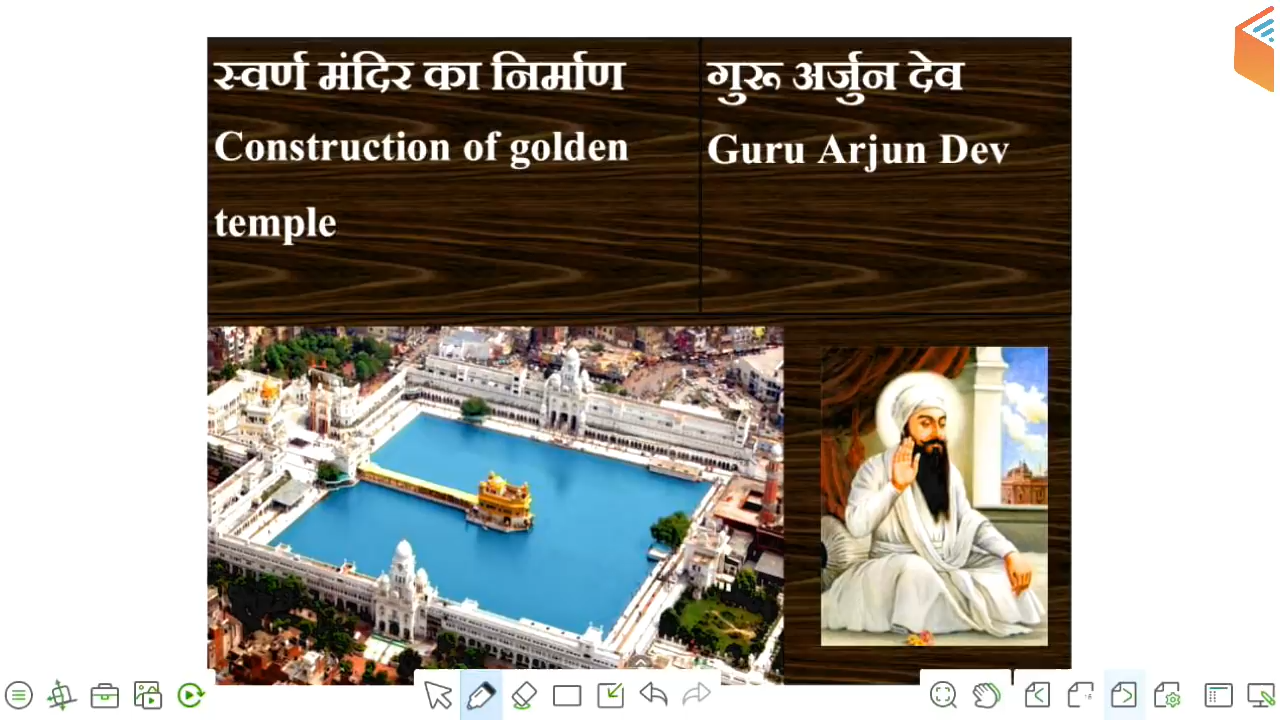 स्वर्ण मंदिर का निर्माण
Construction of golden
temple
गुरू अर्जुन देव
Guru Arjun Dev